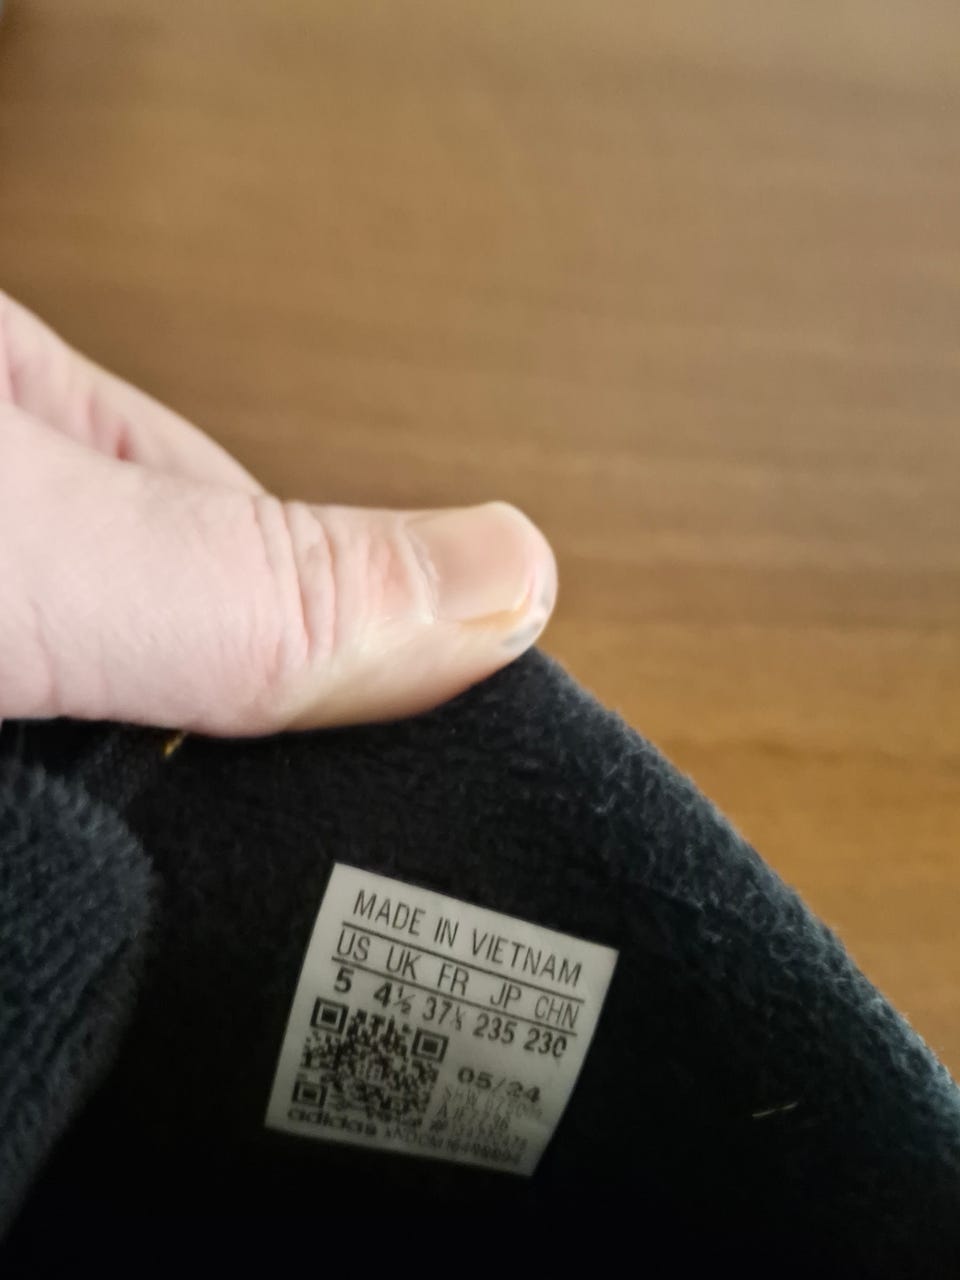 MADE IN VIETNAM
US UK FR JP CHN
5 4½ 37⅓ 235 230
05/24
adidas